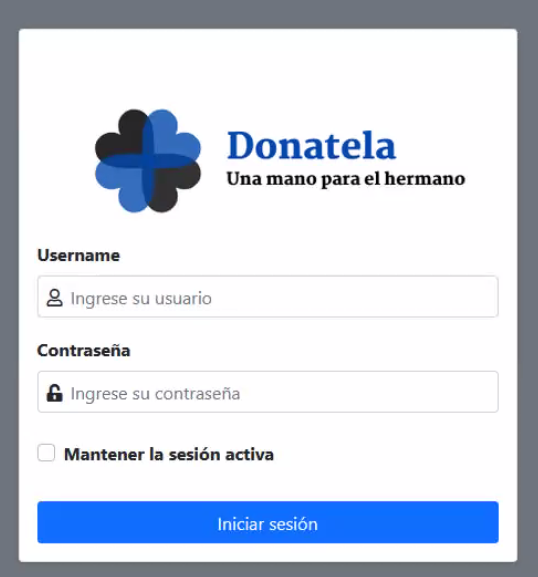 Donatela
Una mano para el hermano
Username
Ingrese su usuario
Contraseña
Ingrese su contraseña
Mantener la sesión activa
Iniciar sesión